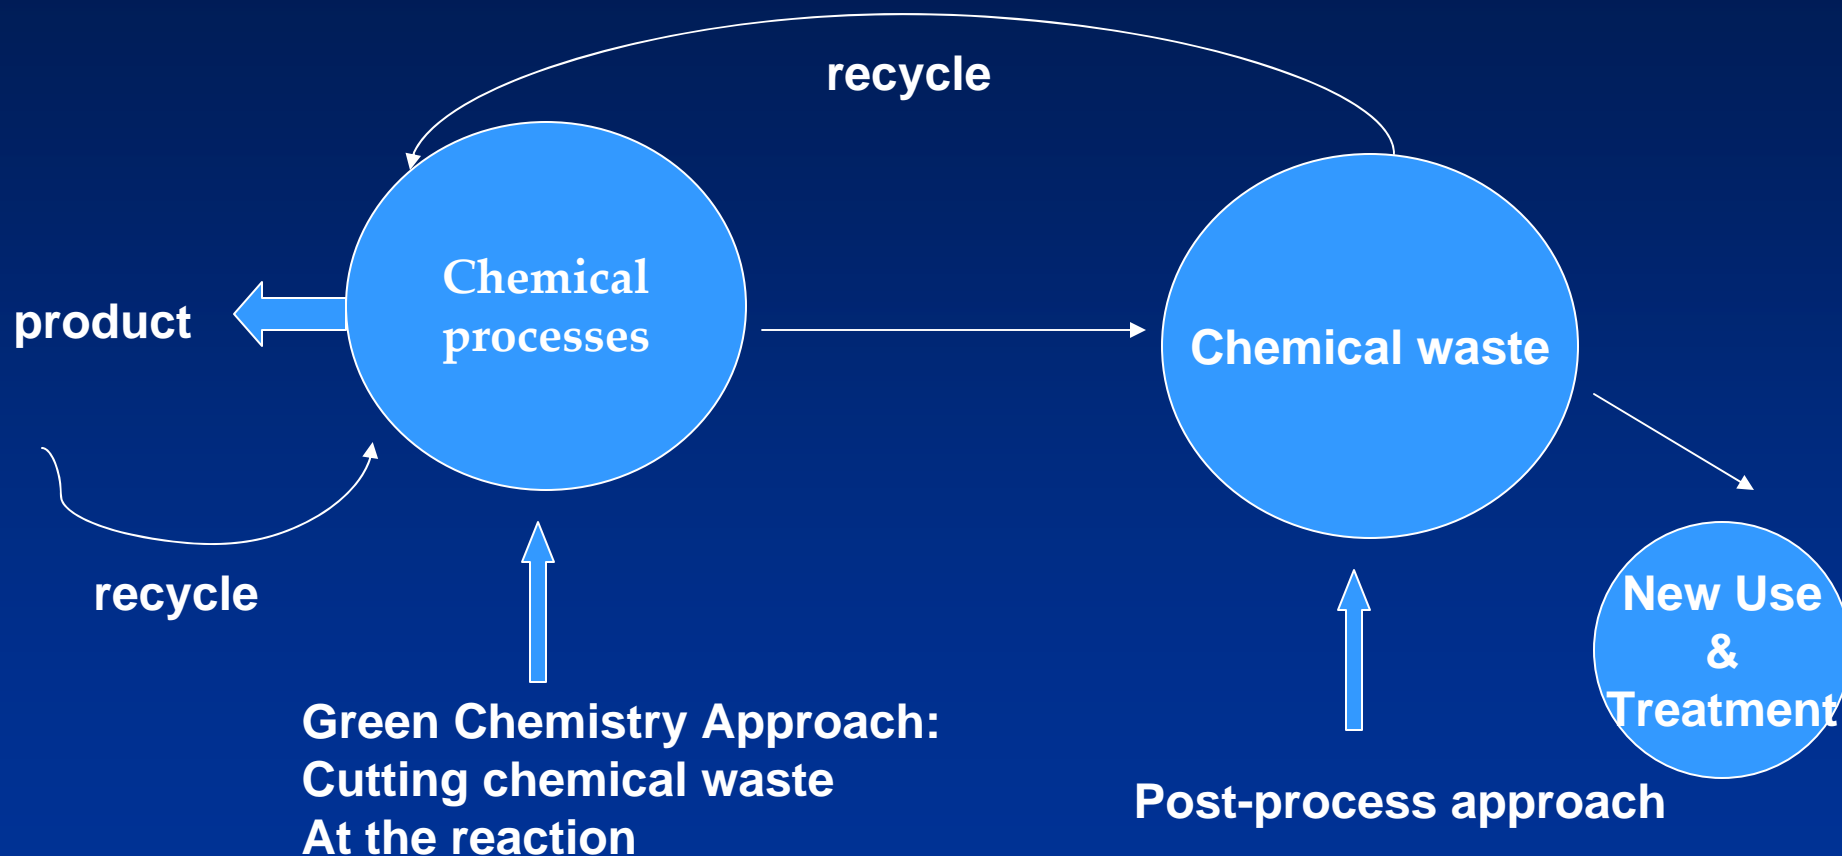 recycle
Chemical
processes
product
Chemical waste
recycle
New Use
&
Treatment
Green Chemistry Approach:
Cutting chemical waste
At the reaction
Post-process approach